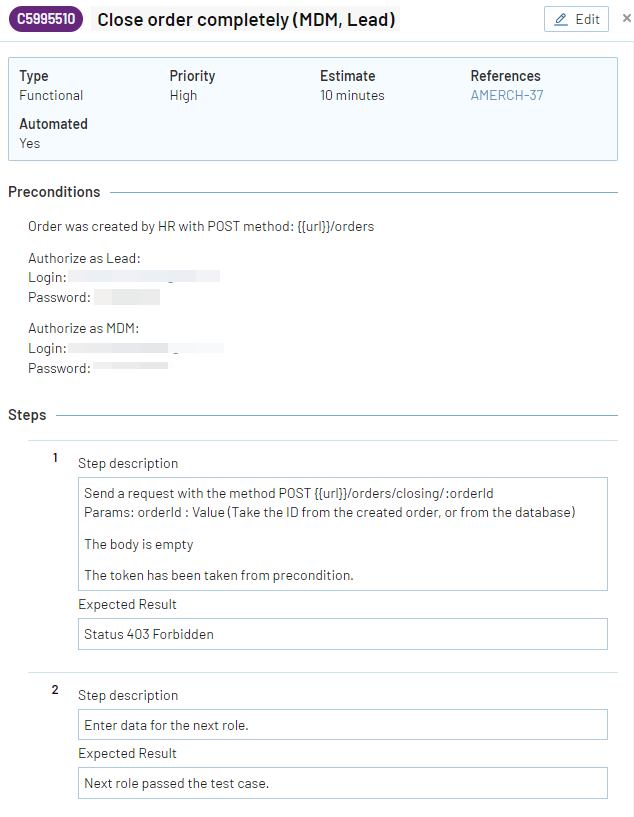 C5995510 Close order completely (MDM, Lead) Edit ×
Type Priority Estimate References
Functional High 10 minutes AMERCH-37
Automated
Yes
Preconditions
Order was created by HR with POST method: {{url}}/orders
Authorize as Lead:
Login:
Password:
Authorize as MDM:
Login:
Password:
Steps
1 Step description
Send a request with the method POST {{url}}/orders/closing/:orderId
Params: orderId : Value (Take the ID from the created order, or from the database)
The body is empty
The token has been taken from precondition.
Expected Result
Status 403 Forbidden
2 Step description
Enter data for the next role.
Expected Result
Next role passed the test case.